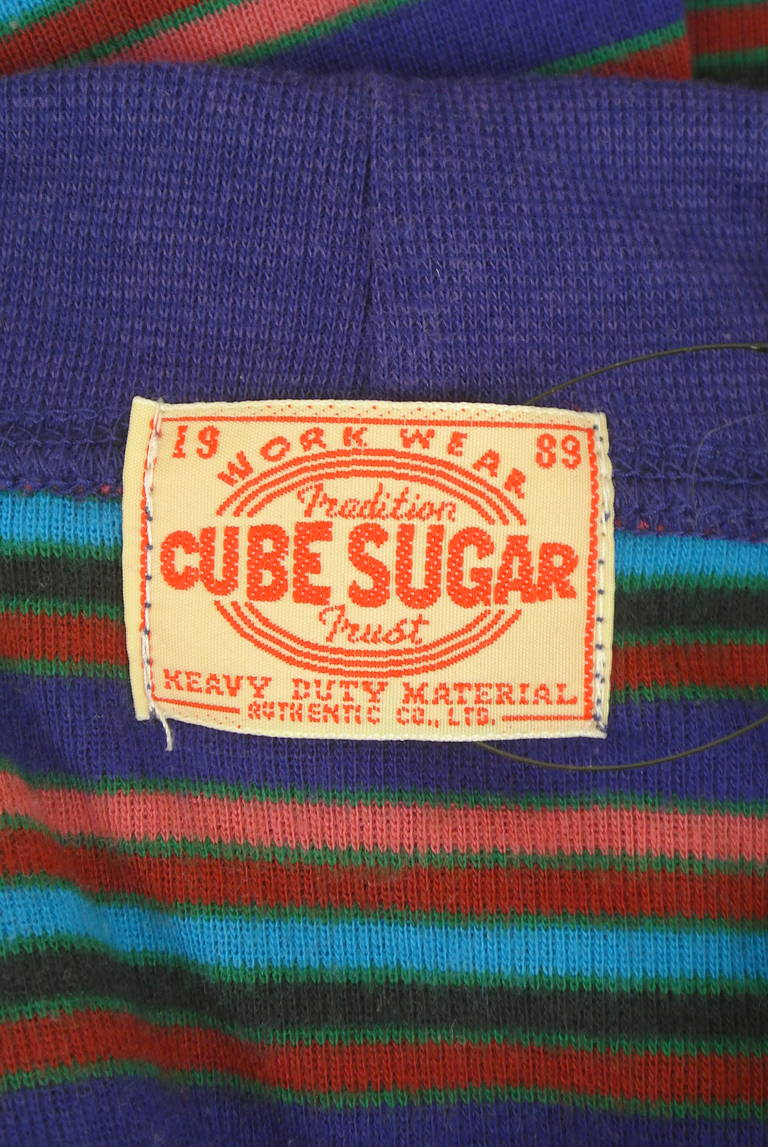 19 89
WORK WEAR
Tradition
CUBE SUGAR
Trust
HEAVY DUTY MATERIAL
AUTHENTIC CO., LTD.